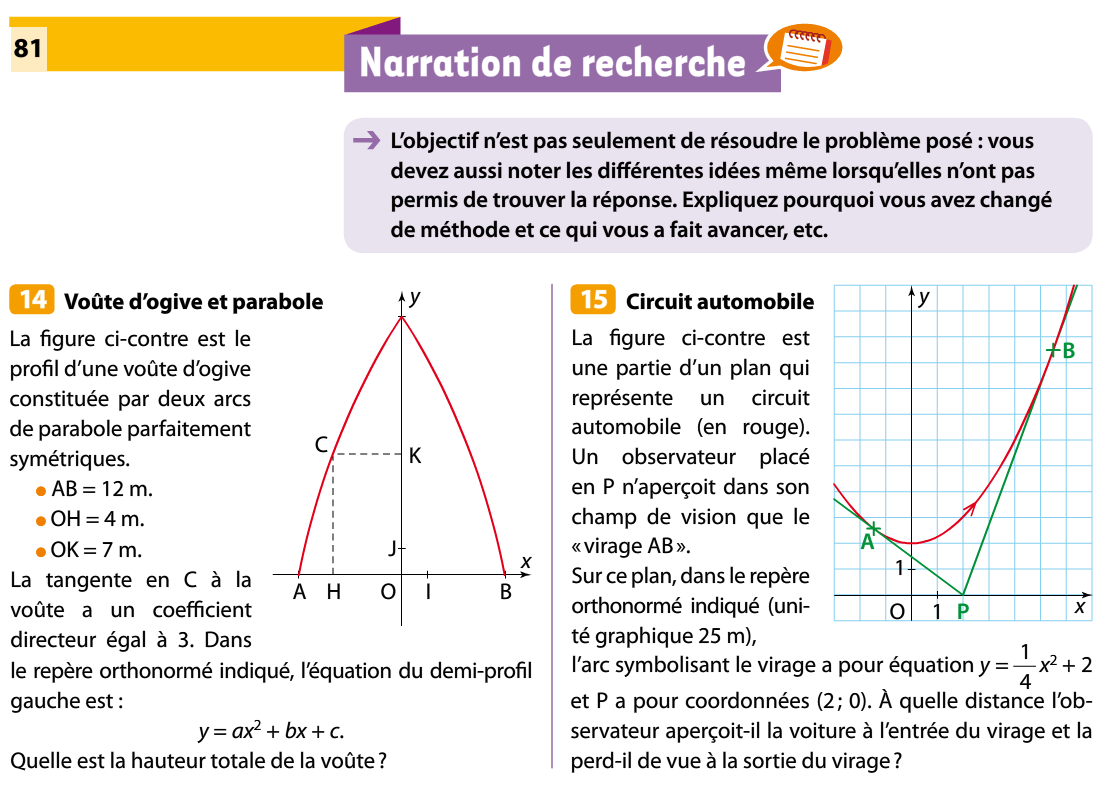 81
Narration de recherche
➔ L'objectif n'est pas seulement de résoudre le problème posé : vous
devez aussi noter les différentes idées même lorsqu'elles n'ont pas
permis de trouver la réponse. Expliquez pourquoi vous avez changé
de méthode et ce qui vous a fait avancer, etc.
14 Voûte d'ogive et parabole
La figure ci-contre est le
profil d'une voûte d'ogive
constituée par deux arcs
de parabole parfaitement
symétriques.
• AB = 12 m.
• OH = 4 m.
• OK = 7 m.
La tangente en C à la
voûte a un coefficient
directeur égal à 3. Dans
le repère orthonormé indiqué, l'équation du demi-profil
gauche est :
y = ax² + bx + c.
Quelle est la hauteur totale de la voûte ?
y
C
K
J
x
A H O I B
15 Circuit automobile
La figure ci-contre est
une partie d'un plan qui
représente un circuit
automobile (en rouge).
Un observateur placé
en P n'aperçoit dans son
champ de vision que le
« virage AB ».
Sur ce plan, dans le repère
orthonormé indiqué (uni-
té graphique 25 m),
l'arc symbolisant le virage a pour équation y = 1/4 x² + 2
et P a pour coordonnées (2 ; 0). À quelle distance l'ob-
servateur aperçoit-il la voiture à l'entrée du virage et la
perd-il de vue à la sortie du virage ?
y
B
A
1
O 1 P x